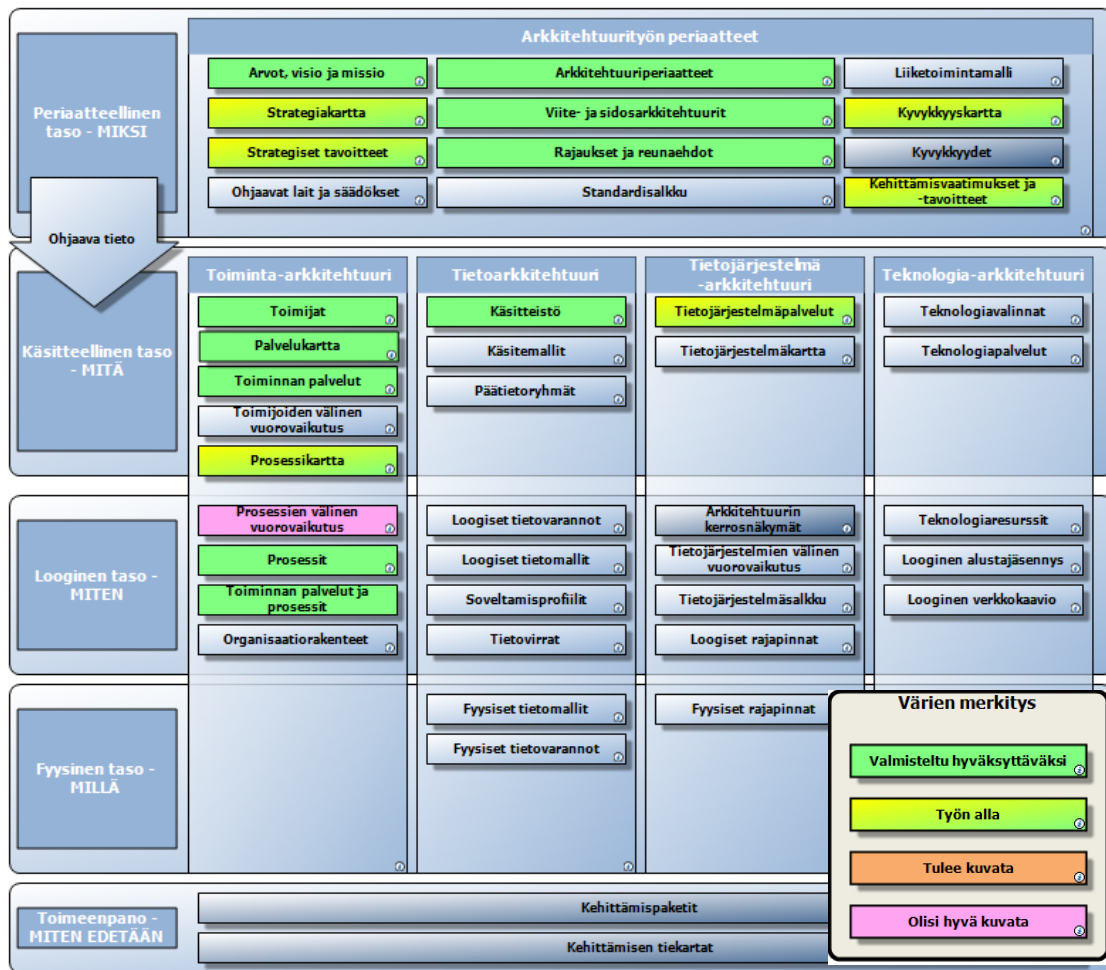 Arkkitehtuurityön periaatteet
Periaatteellinen
taso - MIKSI
Arvot, visio ja missio
Arkkitehtuuriperiaatteet
Liiketoimintamalli
Strategiakartta
Viite- ja sidosarkkitehtuurit
Kyvykkyyskartta
Strategiset tavoitteet
Rajaukset ja reunaehdot
Kyvykkyydet
Ohjaavat lait ja säädökset
Standardisalkku
Kehittämisvaatimukset ja
-tavoitteet
Ohjaava tieto
Käsitteellinen taso
- MITÄ
Toiminta-arkkitehtuuri
Tietoarkkitehtuuri
Tietojärjestelmä
-arkkitehtuuri
Teknologia-arkkitehtuuri
Toimijat
Palvelukartta
Toiminnan palvelut
Toimijoiden välinen
vuorovaikutus
Prosessikartta
Käsitteistö
Käsitemallit
Päätietoryhmät
Tietojärjestelmäpalvelut
Tietojärjestelmäkartta
Teknologiavalinnat
Teknologiapalvelut
Looginen taso -
MITEN
Prosessien välinen
vuorovaikutus
Prosessit
Toiminnan palvelut ja
prosessit
Organisaatiorakenteet
Loogiset tietovarannot
Loogiset tietomallit
Soveltamisprofiilit
Tietovirrat
Arkkitehtuurin
kerrosnäkymät
Tietojärjestelmien välinen
vuorovaikutus
Tietojärjestelmäsalkku
Loogiset rajapinnat
Teknologiaresurssit
Looginen alustajäsennys
Looginen verkkokaavio
Fyysinen taso -
MILLÄ
Fyysiset tietomallit
Fyysiset tietovarannot
Fyysiset rajapinnat
Värien merkitys
Valmisteltu hyväksyttäväksi
Työn alla
Tulee kuvata
Olisi hyvä kuvata
Toimeenpano -
MITEN EDETÄÄN
Kehittämispaketit
Kehittämisen tiekartat